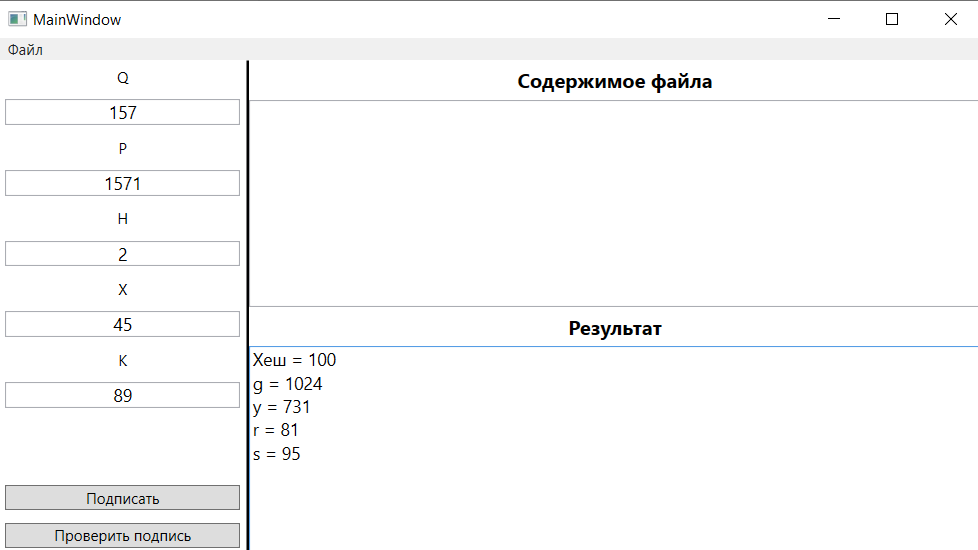 MainWindow
Файл
Q
157
P
1571
H
2
X
45
K
89
Подписать
Проверить подпись
Содержимое файла
Результат
Хеш = 100
g = 1024
y = 731
r = 81
s = 95